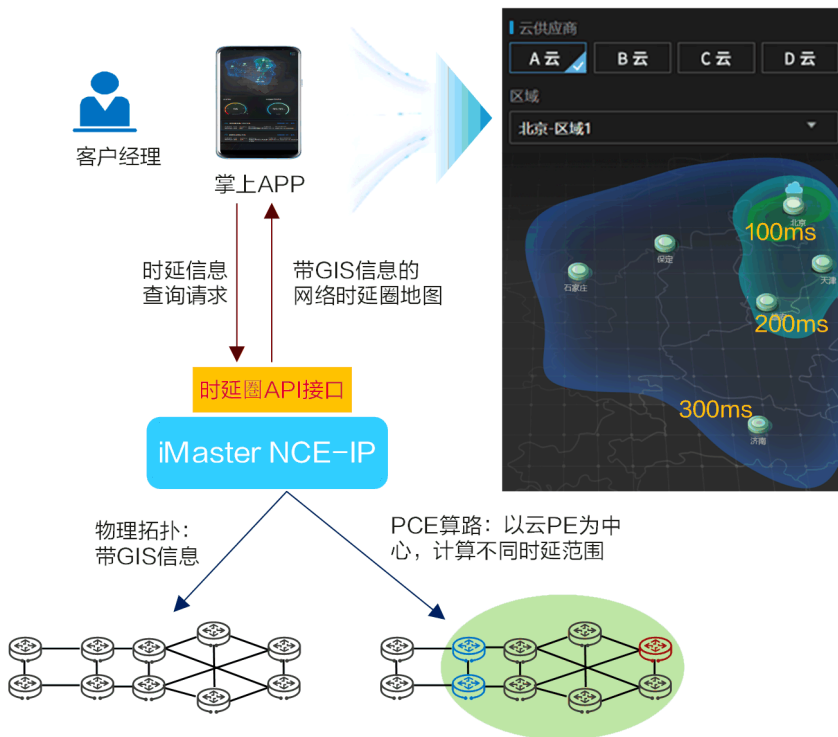 云供应商
A云
B云
C云
D云
区域
北京-区域1
客户经理
掌上APP
时延信息
查询请求
带GIS信息的
网络时延圈地图
北京
100ms
保定
天津
石家庄
200ms
300ms
济南
时延圈API接口
iMaster NCE-IP
物理拓扑：
带GIS信息
PCE算路：以云PE为中
心，计算不同时延范围